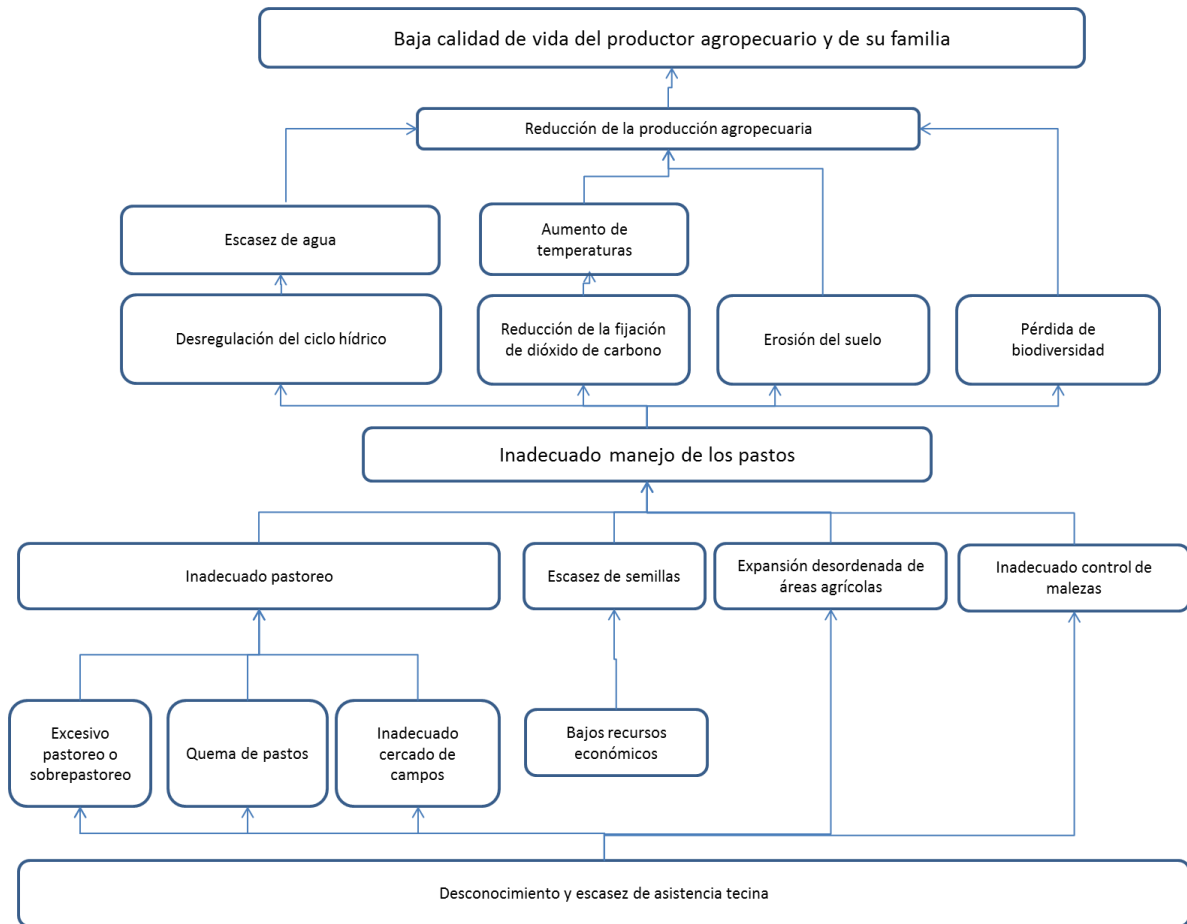 Baja calidad de vida del productor agropecuario y de su familia
Reducción de la producción agropecuaria
Escasez de agua
Aumento de
temperaturas
Desregulación del ciclo hídrico
Reducción de la fijación
de dióxido de carbono
Erosión del suelo
Pérdida de
biodiversidad
Inadecuado manejo de los pastos
Inadecuado pastoreo
Escasez de semillas
Expansión desordenada de
áreas agrícolas
Inadecuado control de
malezas
Excesivo
pastoreo o
sobrepastoreo
Quema de pastos
Inadecuado
cercado de
campos
Bajos recursos
económicos
Desconocimiento y escasez de asistencia tecina